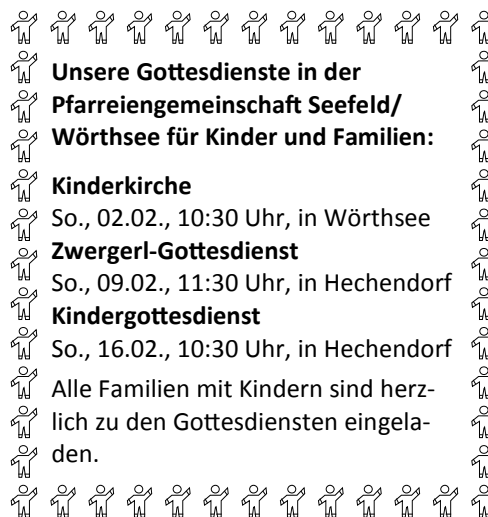 Unsere Gottesdienste in der
Pfarreiengemeinschaft Seefeld/
Wörthsee für Kinder und Familien:
Kinderkirche
So., 02.02., 10:30 Uhr, in Wörthsee
Zwergerl-Gottesdienst
So., 09.02., 11:30 Uhr, in Hechendorf
Kindergottesdienst
So., 16.02., 10:30 Uhr, in Hechendorf
Alle Familien mit Kindern sind herz-
lich zu den Gottesdiensten eingela-
den.